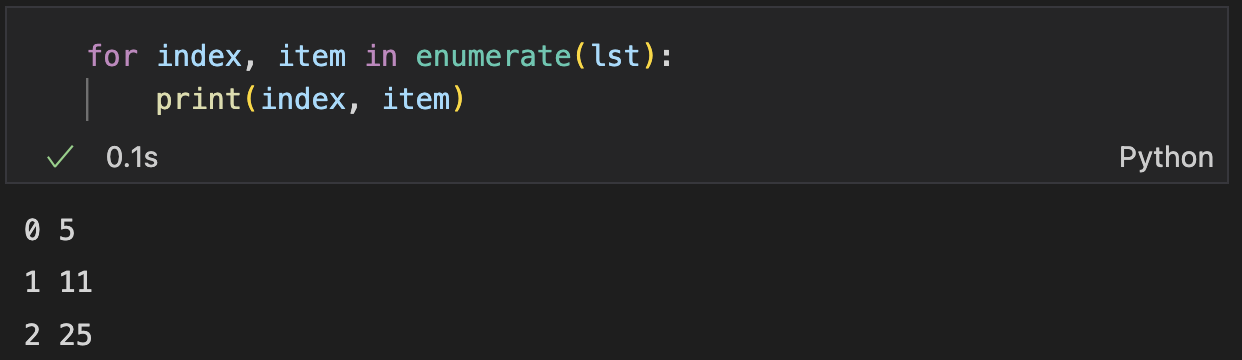 for index, item in enumerate(lst):
    print(index, item)
0.1s
Python
0 5
1 11
2 25